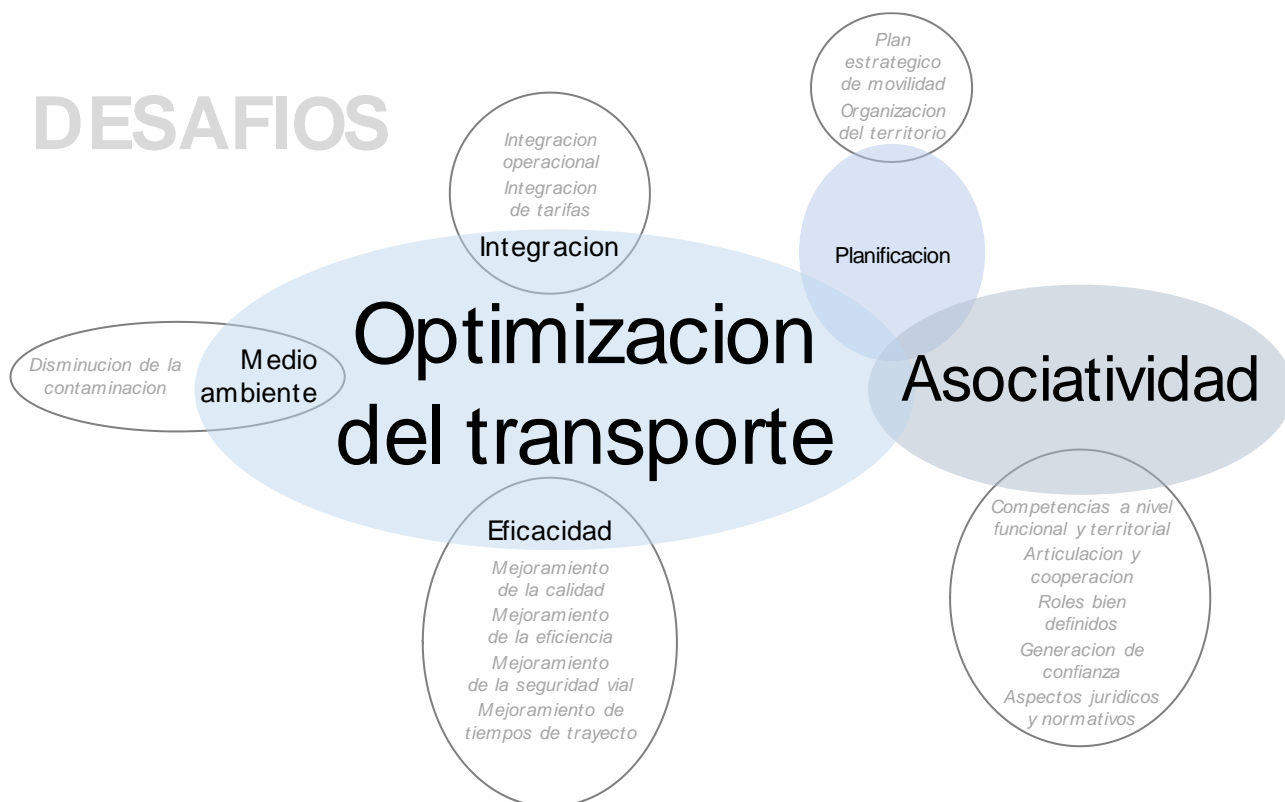 DESAFIOS
Plan
estrategico
de movilidad
Organizacion
del territorio
Integracion
operacional
Integracion
de tarifas
Integracion
Planificacion
Optimizacion
del transporte
Disminucion de la
contaminacion
Medio
ambiente
Asociatividad
Eficacidad
Mejoramiento
de la calidad
Mejoramiento
de la eficiencia
Mejoramiento
de la seguridad vial
Mejoramiento de
tiempos de trayecto
Competencias a nivel
funcional y territorial
Articulacion y
cooperacion
Roles bien
definidos
Generacion de
confianza
Aspectos juridicos
y normativos